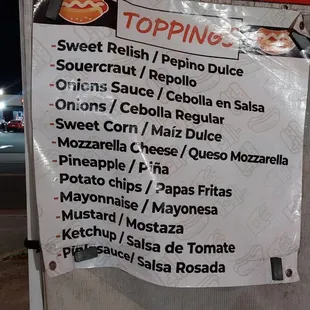 TOPPINGS
-Sweet Relish / Pepino Dulce
-Souercraut / Repollo
-Onions Sauce / Cebolla en Salsa
-Onions / Cebolla Regular
-Sweet Corn / Maíz Dulce
-Mozzarella Cheese / Queso Mozzarella
-Pineapple / Piña
-Potato chips / Papas Fritas
-Mayonnaise / Mayonesa
-Mustard / Mostaza
-Ketchup / Salsa de Tomate
-Pinksauce/ Salsa Rosada